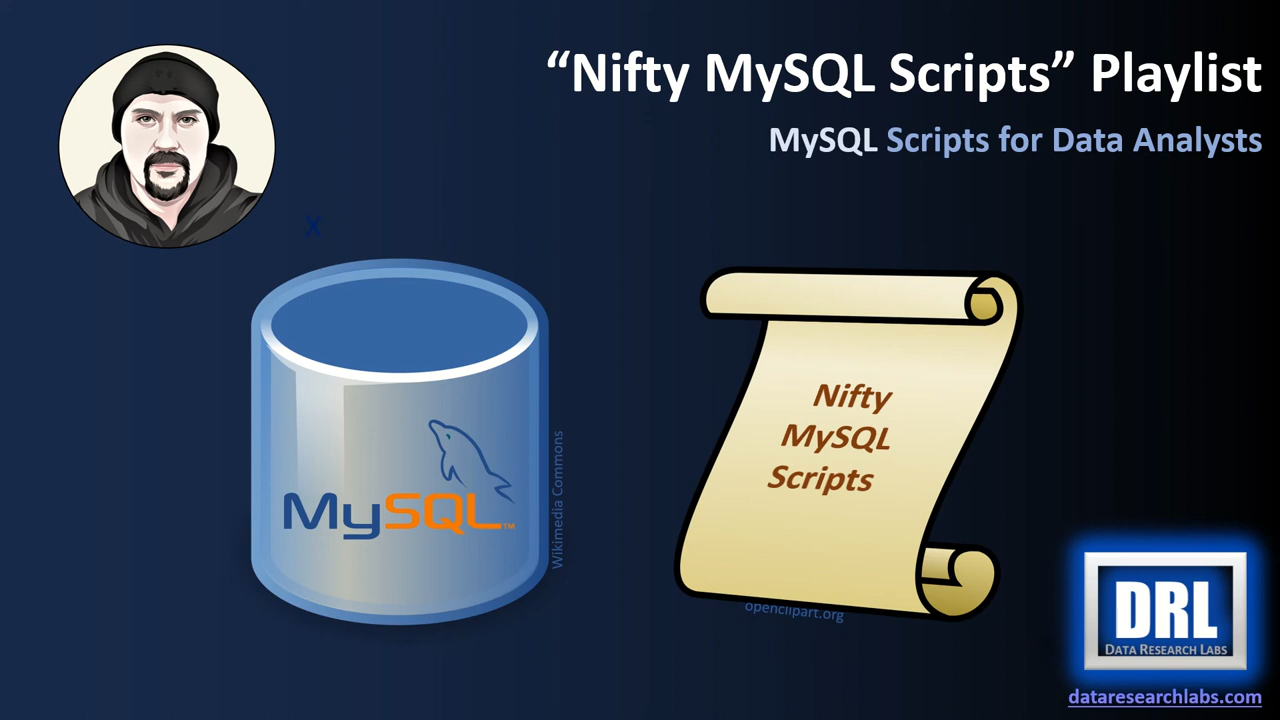 “Nifty MySQL Scripts” Playlist
MySQL Scripts for Data Analysts
X
MySQL™
Wikimedia Commons
Nifty
MySQL
Scripts
openclipart.org
DRL
DATA RESEARCH LABS
dataresearchlabs.com